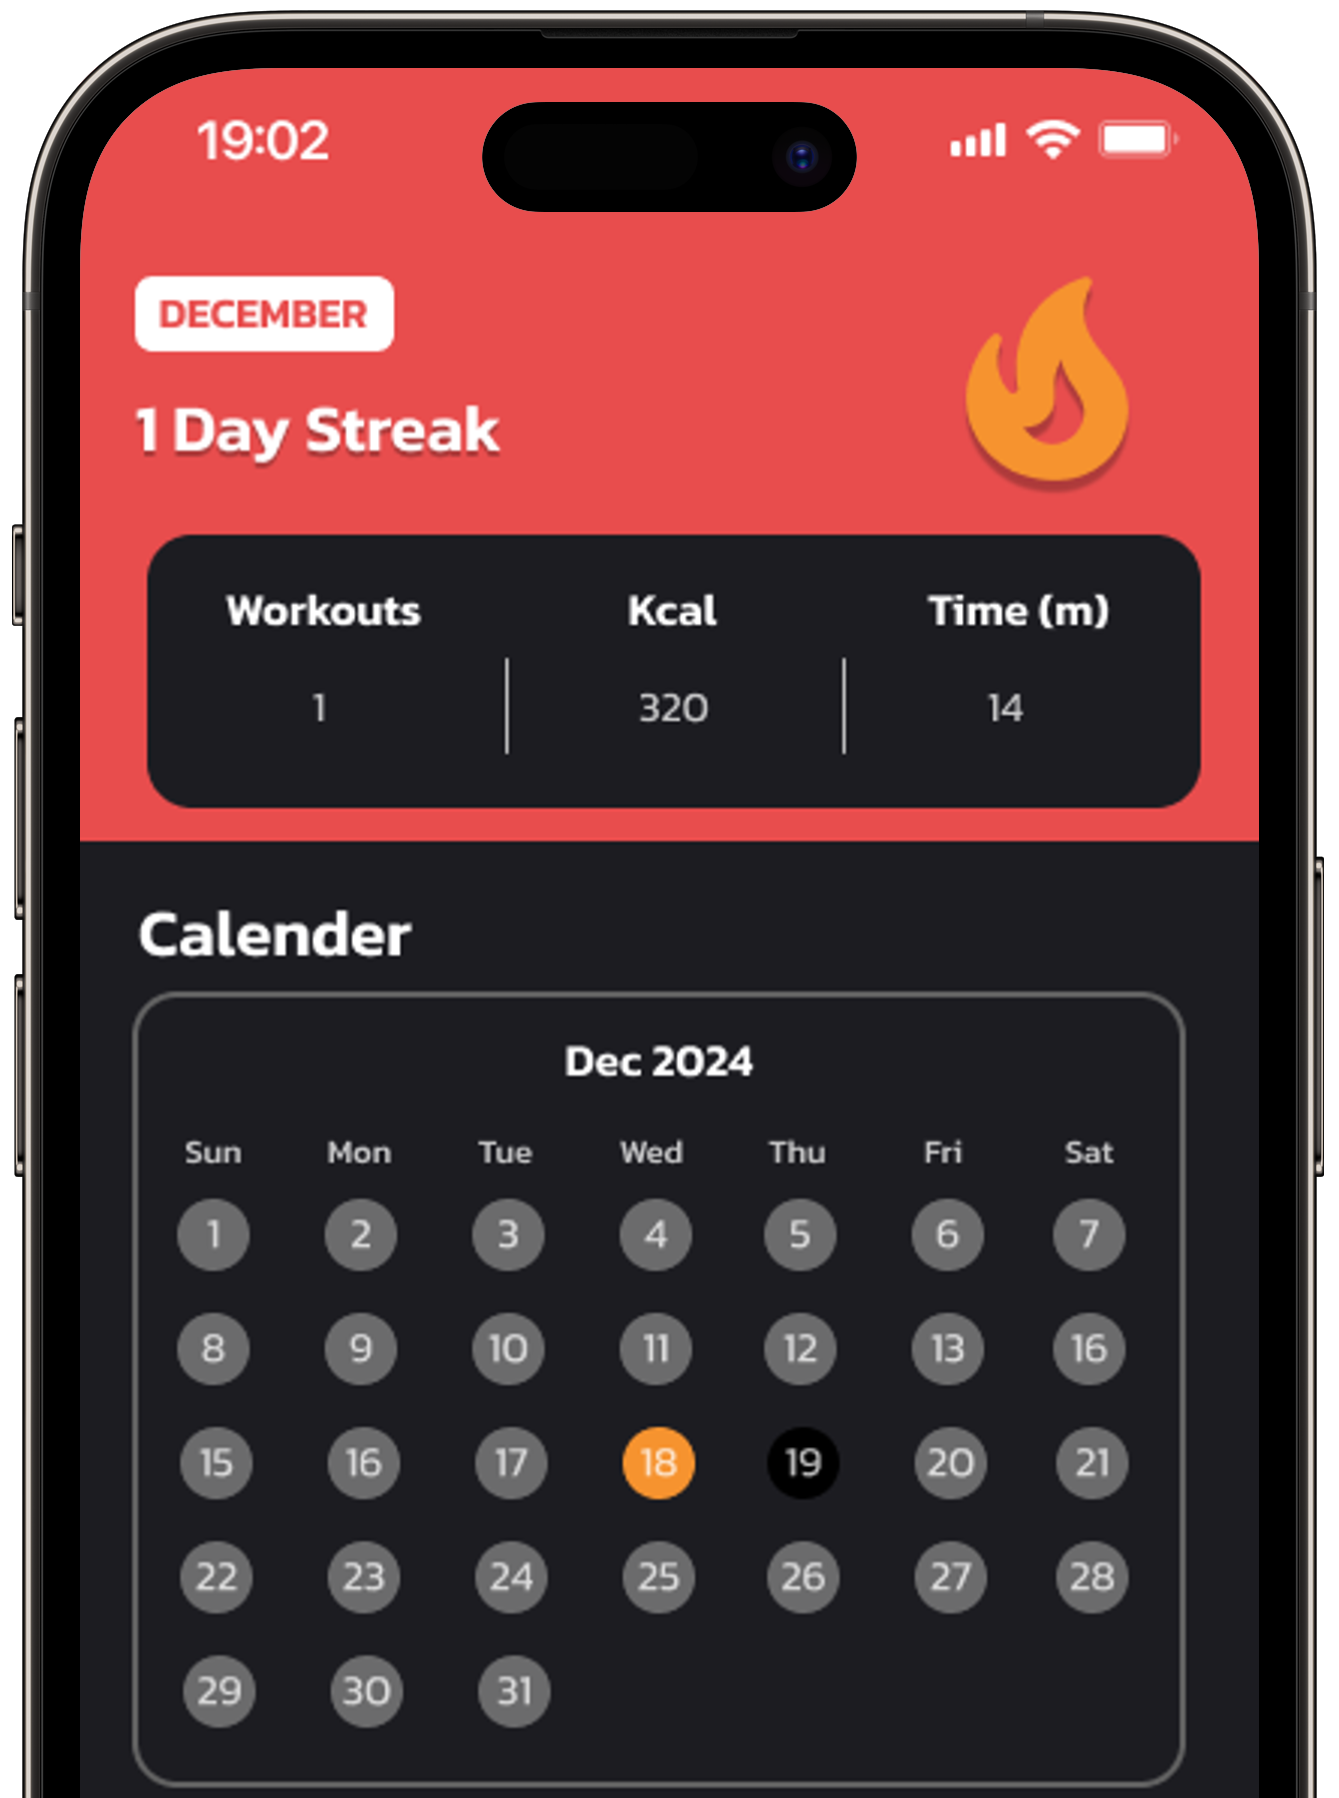 19:02
DECEMBER
1 Day Streak
Workouts Kcal Time (m)
1 320 14
Calender
Dec 2024
Sun Mon Tue Wed Thu Fri Sat
1 2 3 4 5 6 7
8 9 10 11 12 13 16
15 16 17 18 19 20 21
22 23 24 25 26 27 28
29 30 31